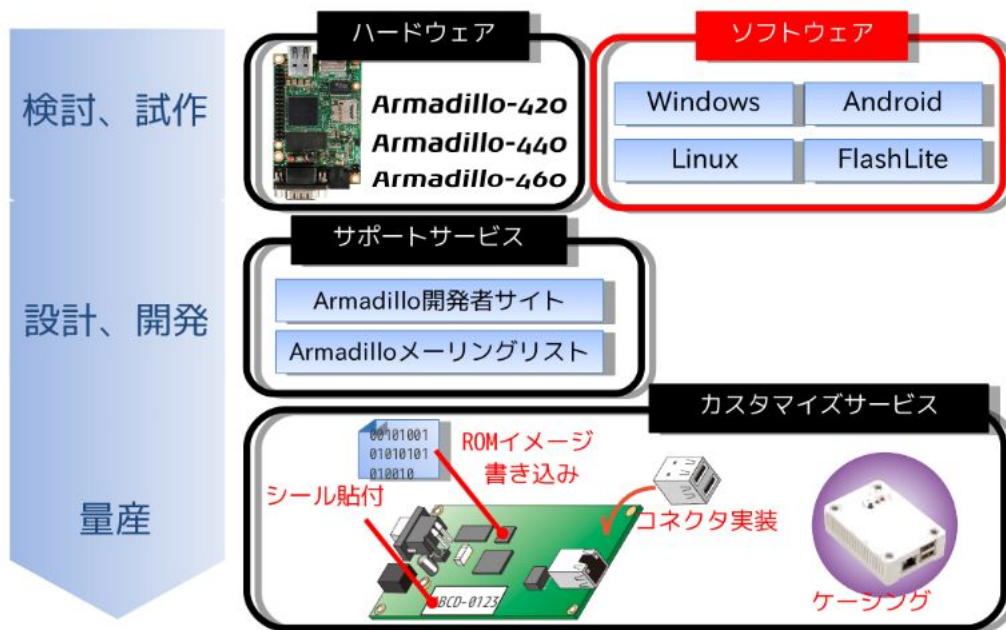 ハードウェア
ソフトウェア
検討、試作
Armadillo-420
Armadillo-440
Armadillo-460
Windows
Android
Linux
FlashLite
サポートサービス
設計、開発
Armadillo開発者サイト
Armadilloメーリングリスト
カスタマイズサービス
量産
00101001
01010101
010010
ROMイメージ
書き込み
シール貼付
コネクタ実装
ABCD-0123
ケーシング